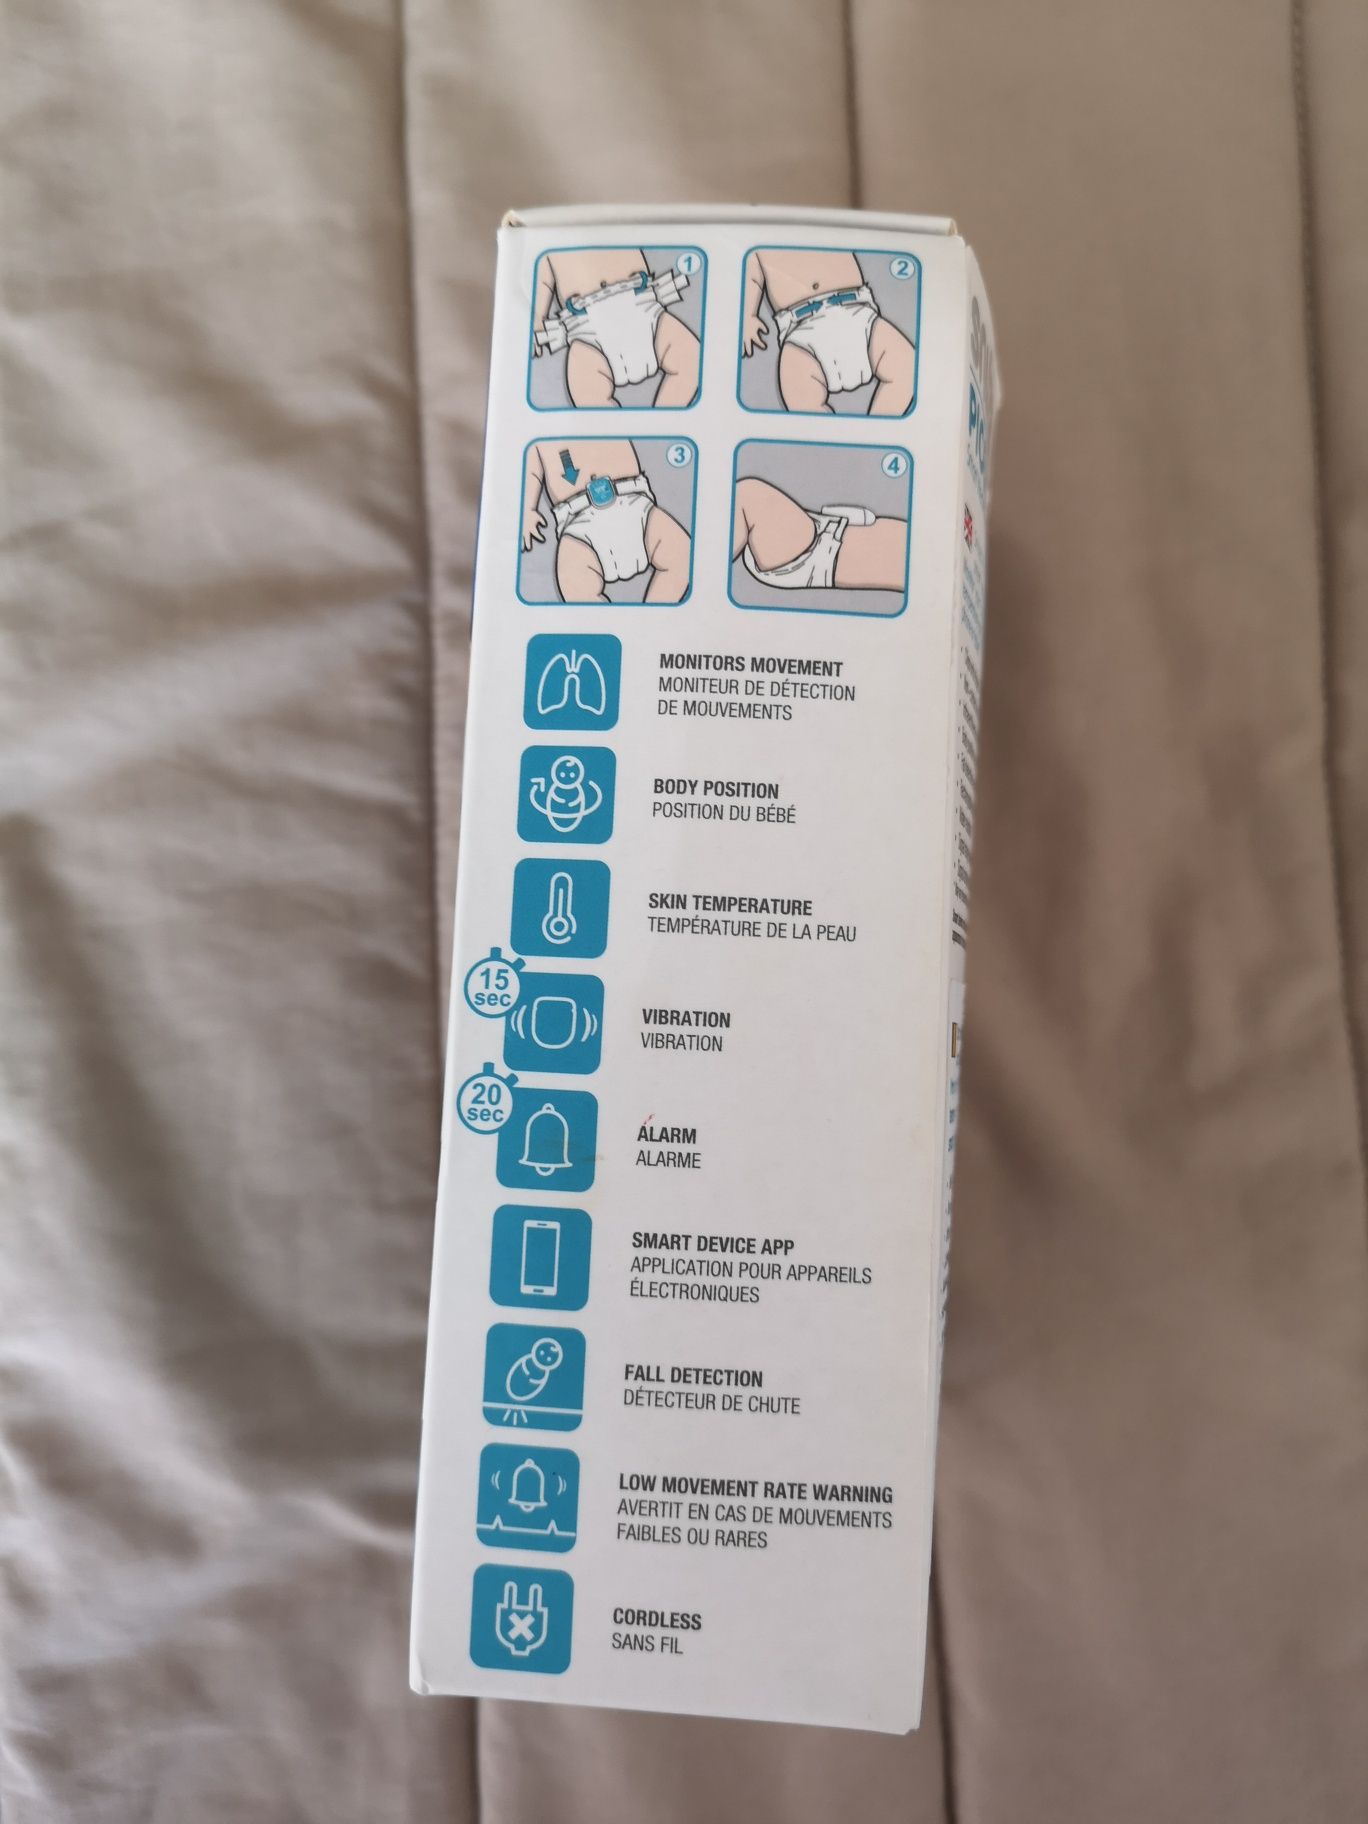 1
2
3
4
MONITORS MOVEMENT
MONITEUR DE DÉTECTION
DE MOUVEMENTS
BODY POSITION
POSITION DU BÉBÉ
SKIN TEMPERATURE
TEMPÉRATURE DE LA PEAU
15
sec
VIBRATION
VIBRATION
20
sec
ALARM
ALARME
SMART DEVICE APP
APPLICATION POUR APPAREILS
ÉLECTRONIQUES
FALL DETECTION
DÉTECTEUR DE CHUTE
LOW MOVEMENT RATE WARNING
AVERTIT EN CAS DE MOUVEMENTS
FAIBLES OU RARES
CORDLESS
SANS FIL